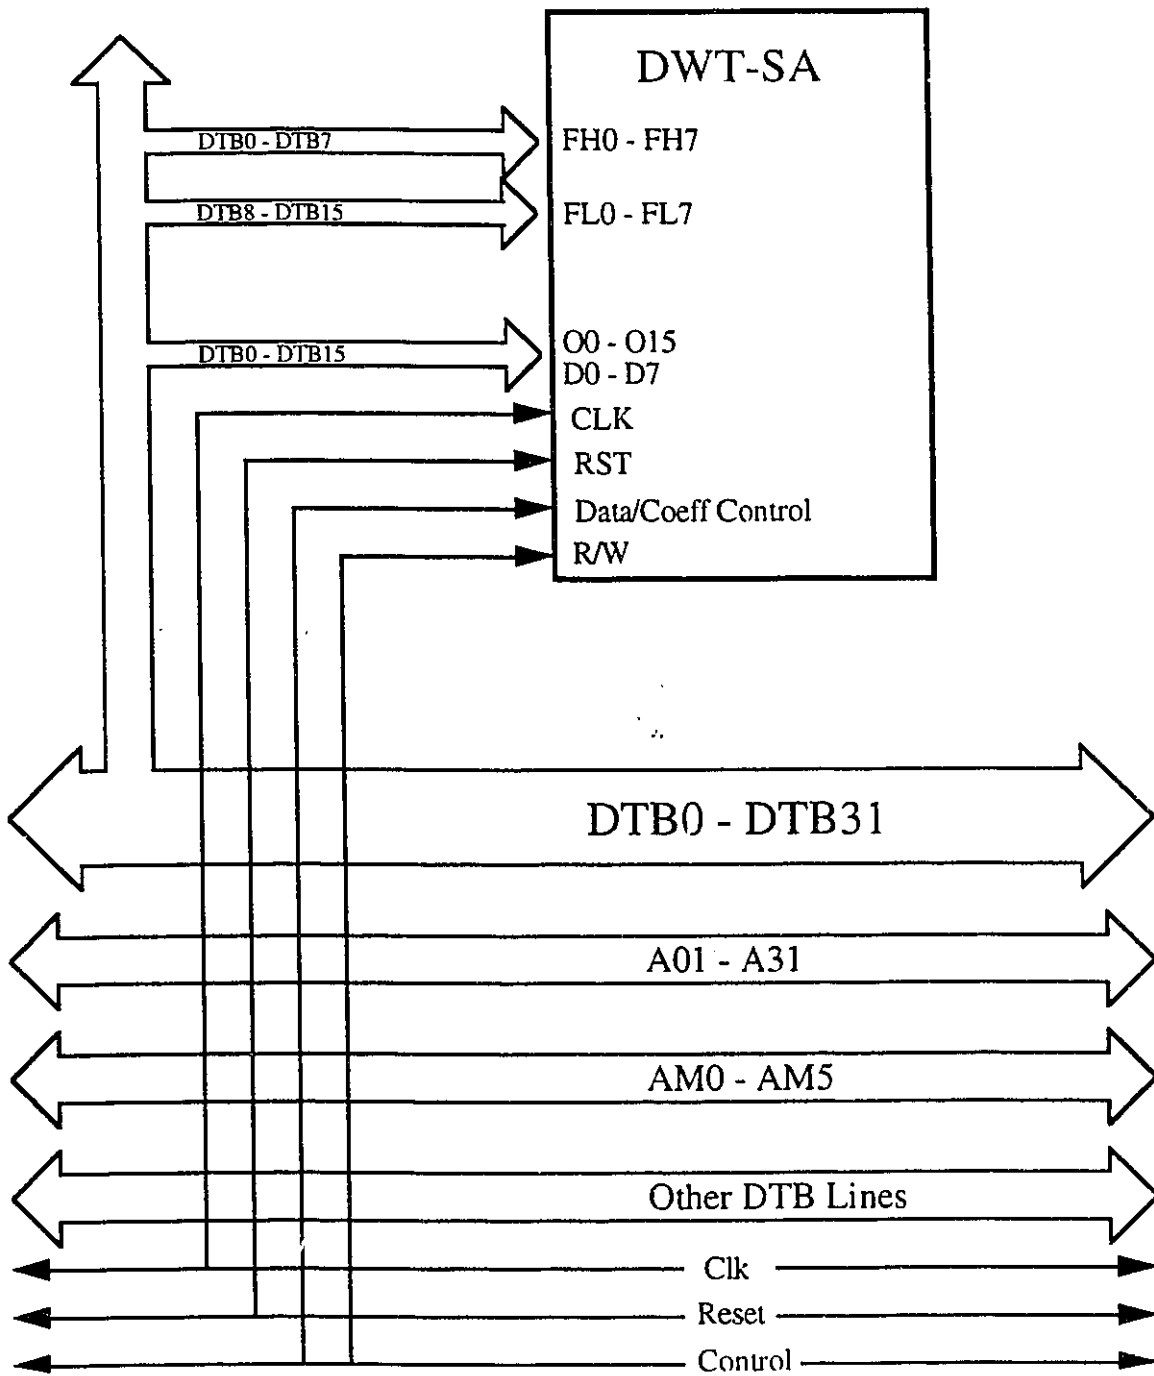 DWT-SA
DTB0 - DTB7
FH0 - FH7
DTB8 - DTB15
FL0 - FL7
DTB0 - DTB15
O0 - O15
D0 - D7
CLK
RST
Data/Coeff Control
R/W
DTB0 - DTB31
A01 - A31
AM0 - AM5
Other DTB Lines
Clk
Reset
Control